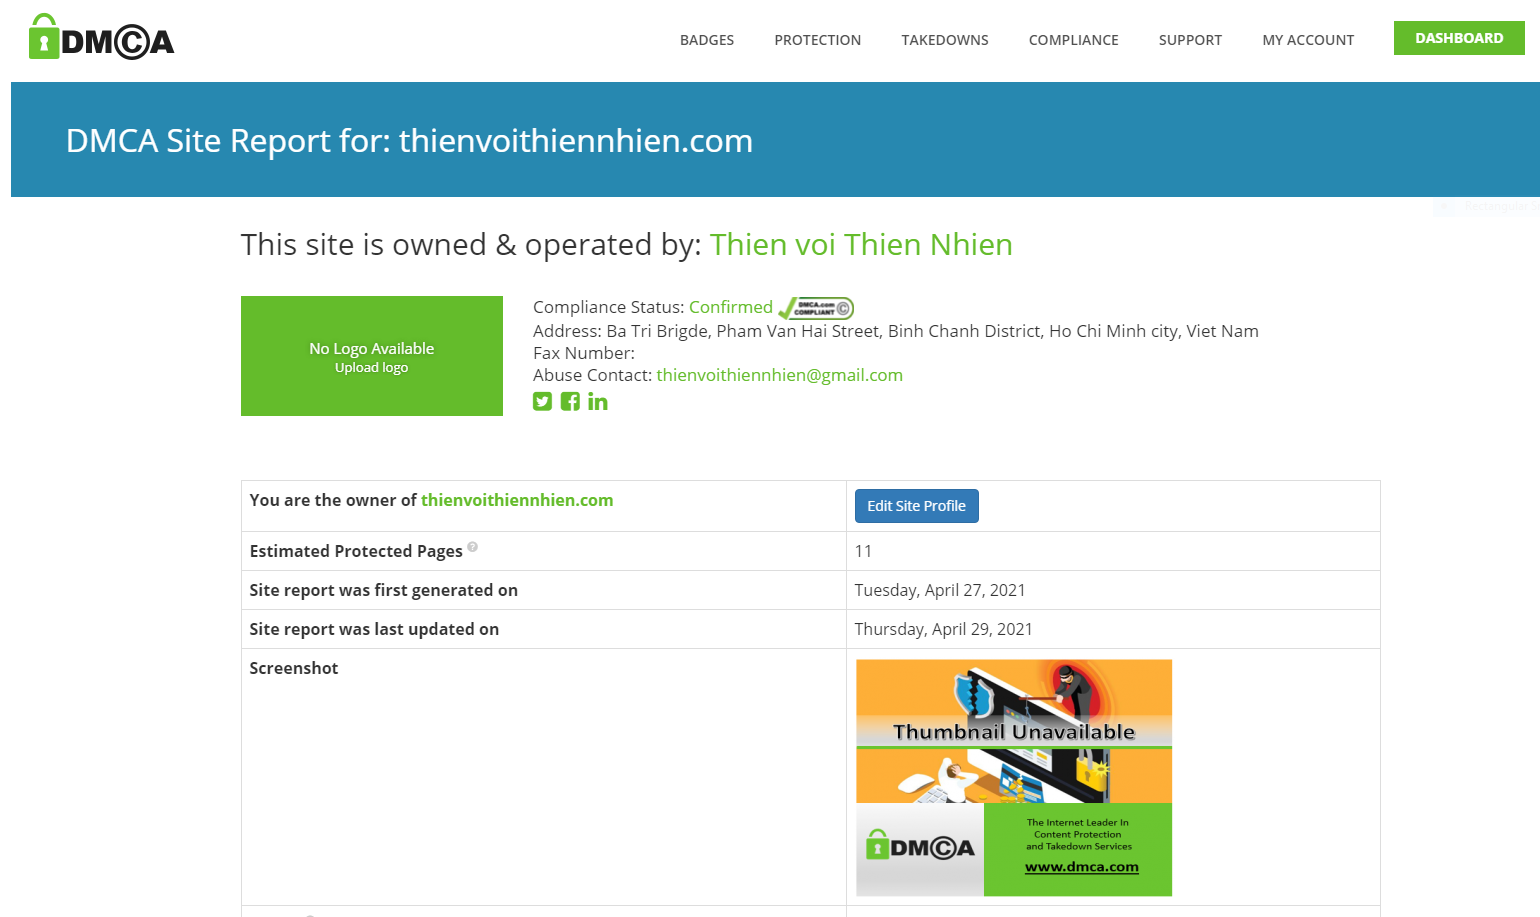 DMCA
BADGES PROTECTION TAKEDOWNS COMPLIANCE SUPPORT MY ACCOUNT DASHBOARD
DMCA Site Report for: thienvoithiennhien.com
This site is owned & operated by: Thien voi Thien Nhien
No Logo Available
Upload logo
Compliance Status: Confirmed DMCA.com COMPLIANT ©
Address: Ba Tri Brigde, Pham Van Hai Street, Binh Chanh District, Ho Chi Minh city, Viet Nam
Fax Number:
Abuse Contact: thienvoithiennhien@gmail.com
You are the owner of thienvoithiennhien.com Edit Site Profile
Estimated Protected Pages ? 11
Site report was first generated on Tuesday, April 27, 2021
Site report was last updated on Thursday, April 29, 2021
Screenshot
Thumbnail Unavailable
DMCA
The Internet Leader In
Content Protection
and Takedown Services
www.dmca.com